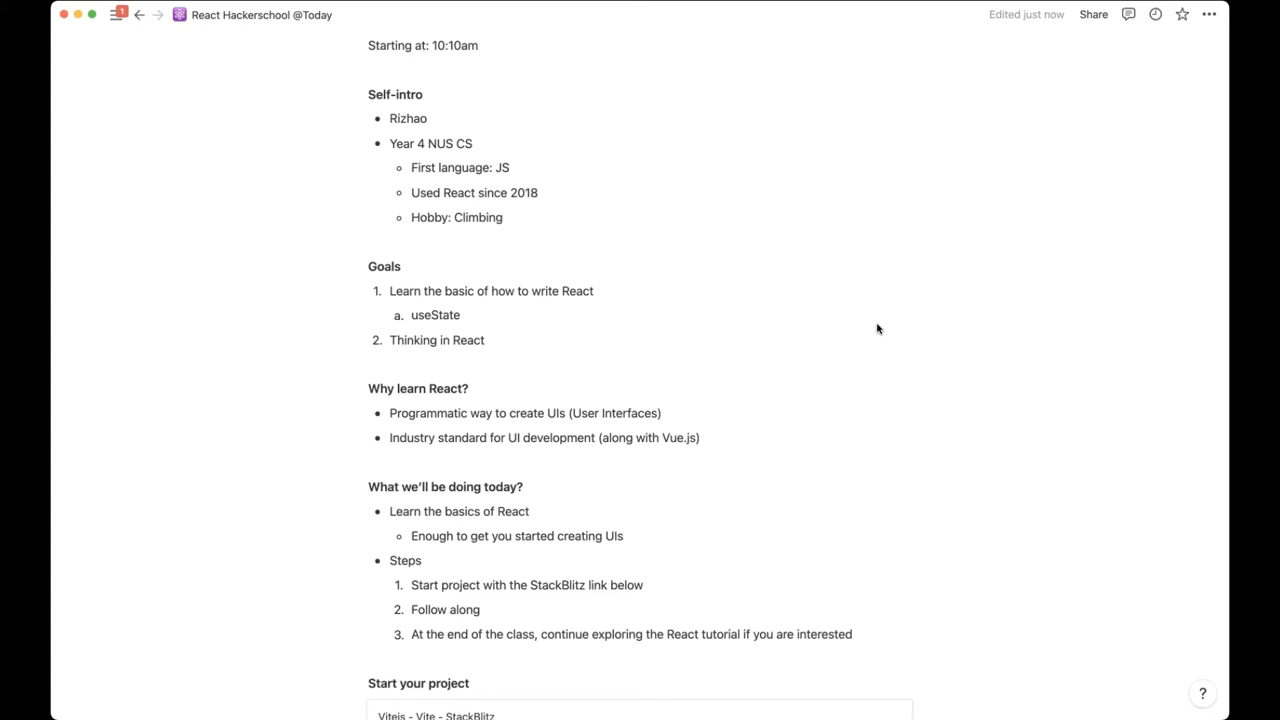 1
React Hackerschool @Today
Edited just now
Share
Starting at: 10:10am
Self-intro
• Rizhao
• Year 4 NUS CS
◦ First language: JS
◦ Used React since 2018
◦ Hobby: Climbing
Goals
1. Learn the basic of how to write React
a. useState
2. Thinking in React
Why learn React?
• Programmatic way to create UIs (User Interfaces)
• Industry standard for UI development (along with Vue.js)
What we'll be doing today?
• Learn the basics of React
◦ Enough to get you started creating UIs
• Steps
1. Start project with the StackBlitz link below
2. Follow along
3. At the end of the class, continue exploring the React tutorial if you are interested
Start your project
Vitejs - Vite - StackBlitz
?